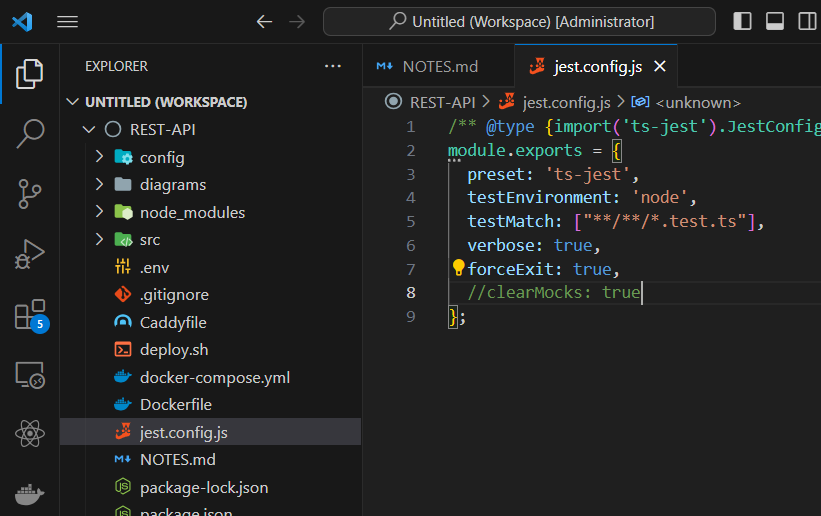 Untitled (Workspace) [Administrator]
EXPLORER
UNTITLED (WORKSPACE)
REST-API
config
diagrams
node_modules
src
.env
.gitignore
Caddyfile
deploy.sh
docker-compose.yml
Dockerfile
jest.config.js
NOTES.md
package-lock.json
package.json
5
NOTES.md
jest.config.js
REST-API > jest.config.js > <unknown>
1 /** @type {import('ts-jest').JestConfig
2 module.exports = {
3 preset: 'ts-jest',
4 testEnvironment: 'node',
5 testMatch: ["**/**/*.test.ts"],
6 verbose: true,
7 forceExit: true,
8 //clearMocks: true
9 };